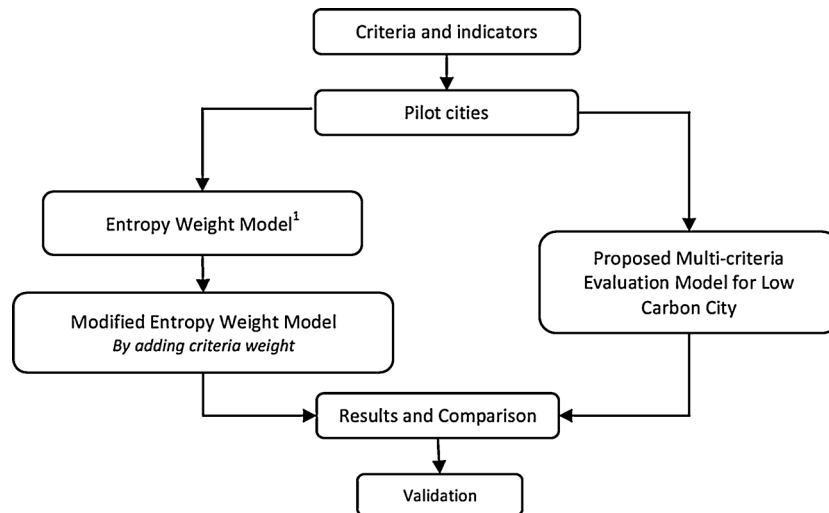 Criteria and indicators
Pilot cities
Entropy Weight Model¹
Modified Entropy Weight Model
By adding criteria weight
Proposed Multi-criteria
Evaluation Model for Low
Carbon City
Results and Comparison
Validation